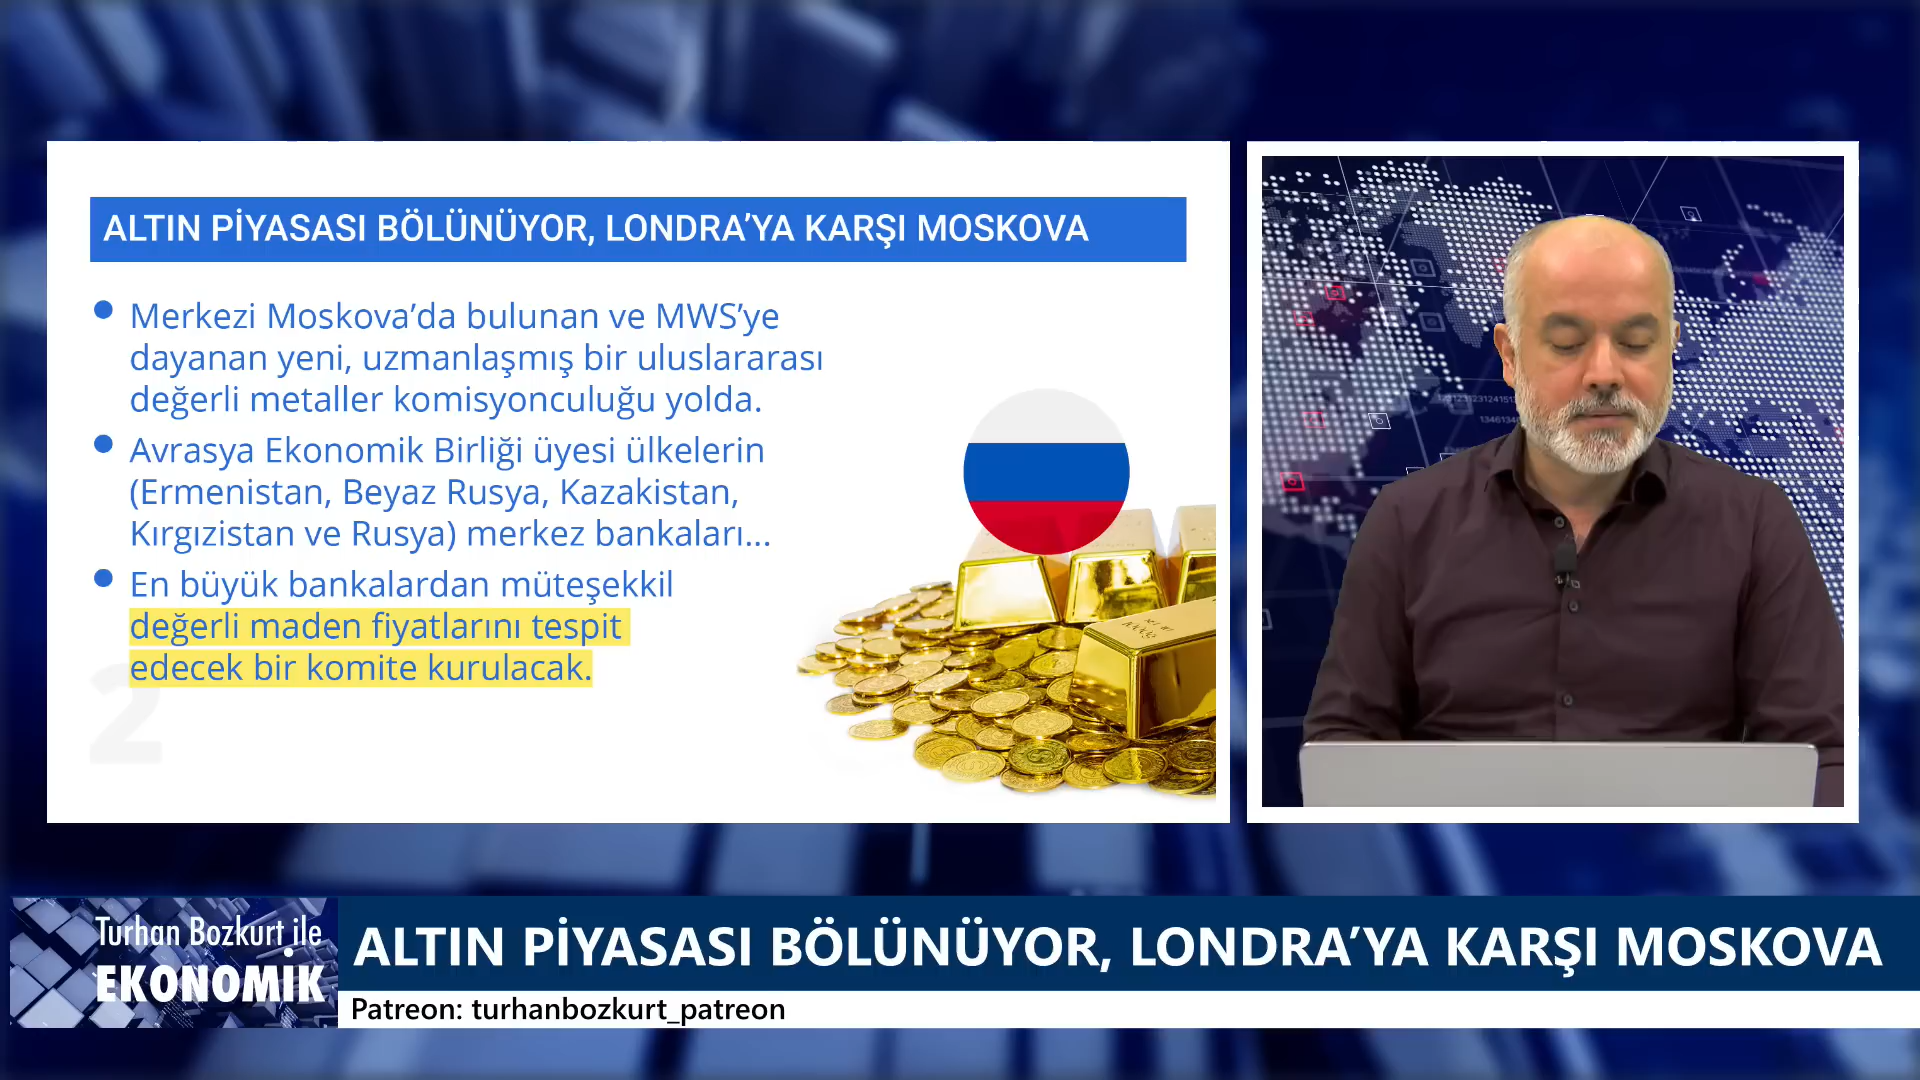 ALTIN PİYASASI BÖLÜNÜYOR, LONDRA’YA KARŞI MOSKOVA
Merkezi Moskova’da bulunan ve MWS’ye
dayanan yeni, uzmanlaşmış bir uluslararası
değerli metaller komisyonculuğu yolda.
Avrasya Ekonomik Birliği üyesi ülkelerin
(Ermenistan, Beyaz Rusya, Kazakistan,
Kırgızistan ve Rusya) merkez bankaları...
En büyük bankalardan müteşekkil
değerli maden fiyatlarını tespit
edecek bir komite kurulacak.
2
Turhan Bozkurt ile
EKONOMİK
ALTIN PİYASASI BÖLÜNÜYOR, LONDRA’YA KARŞI MOSKOVA
Patreon: turhanbozkurt_patreon